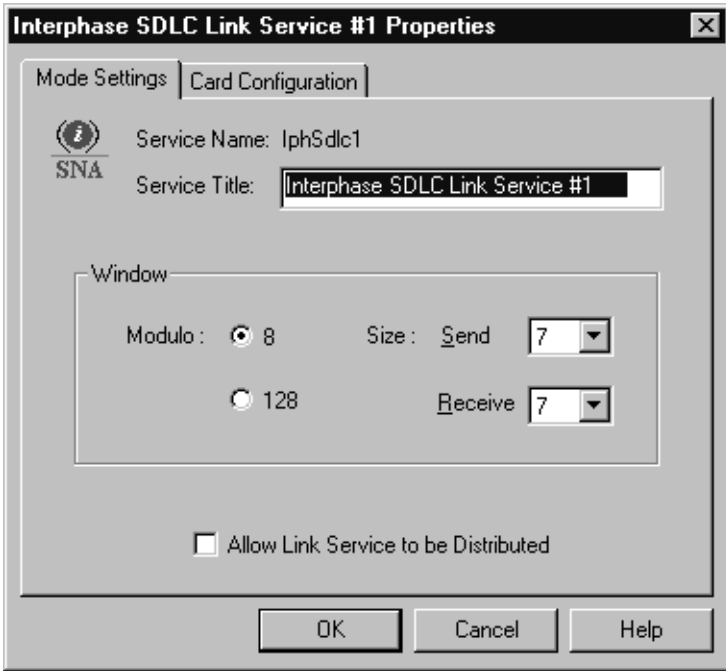 Interphase SDLC Link Service #1 Properties
Mode Settings Card Configuration
Service Name: IphSdlc1
SNA
Service Title: Interphase SDLC Link Service #1
Window
Modulo : 8 Size : Send 7
128 Receive 7
Allow Link Service to be Distributed
OK Cancel Help